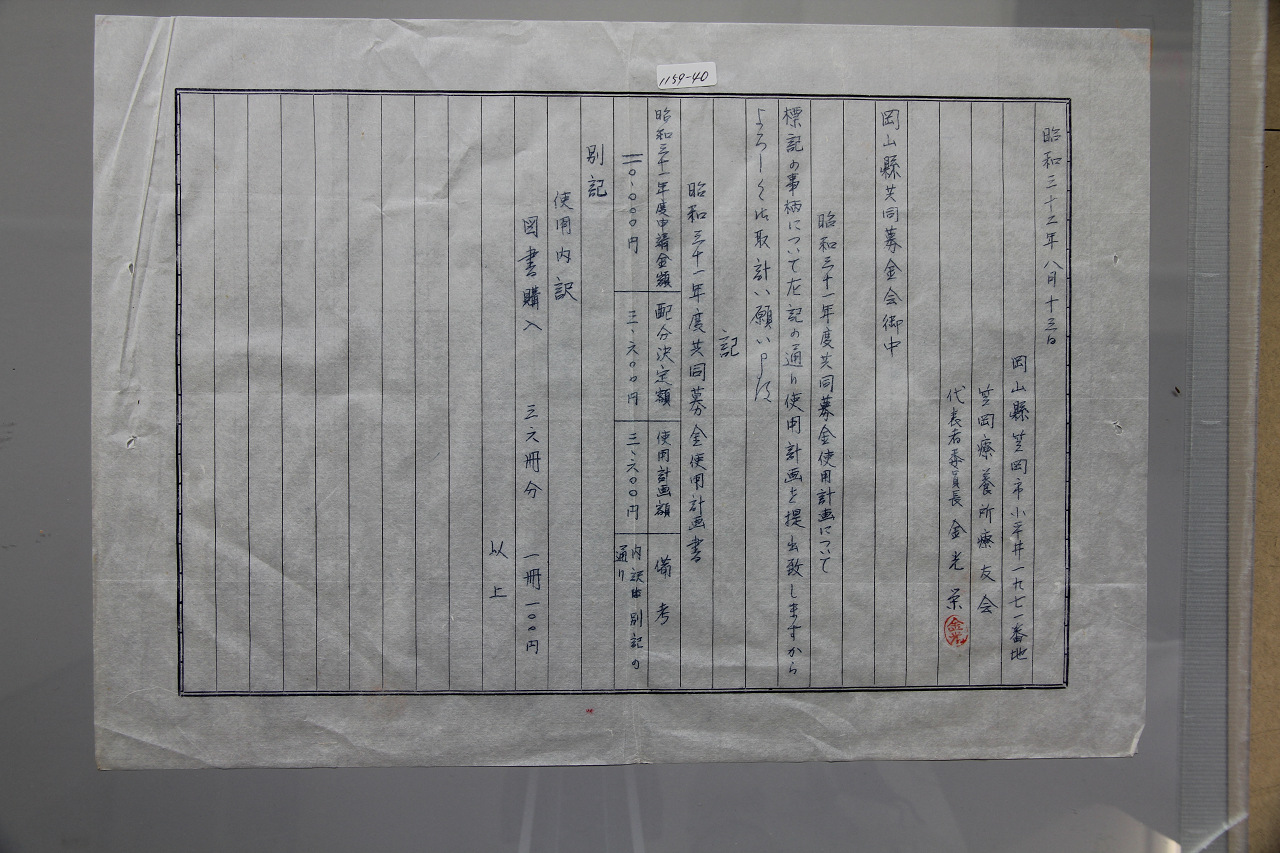 1159-40
昭和三十二年八月十三日
岡山縣笠岡市小平井一九七一番地
笠岡療養所療友会
代表者委員長 金光 栄
金光
岡山縣共同募金会御中
昭和三十一年度共同募金使用計画について
標記の事柄について左記の通り使用計画を提出致しますから
よろしく御取計い願い申します
記
昭和三十一年度共同募金使用計画書
昭和三十一年度申請金額 配分決定額 使用計画額 備考
二〇、〇〇〇円 三、六〇〇円 三、六〇〇円 内訳は別記の
通り
別記
使用内訳
図書購入 三六冊分 一冊一〇〇円
以上